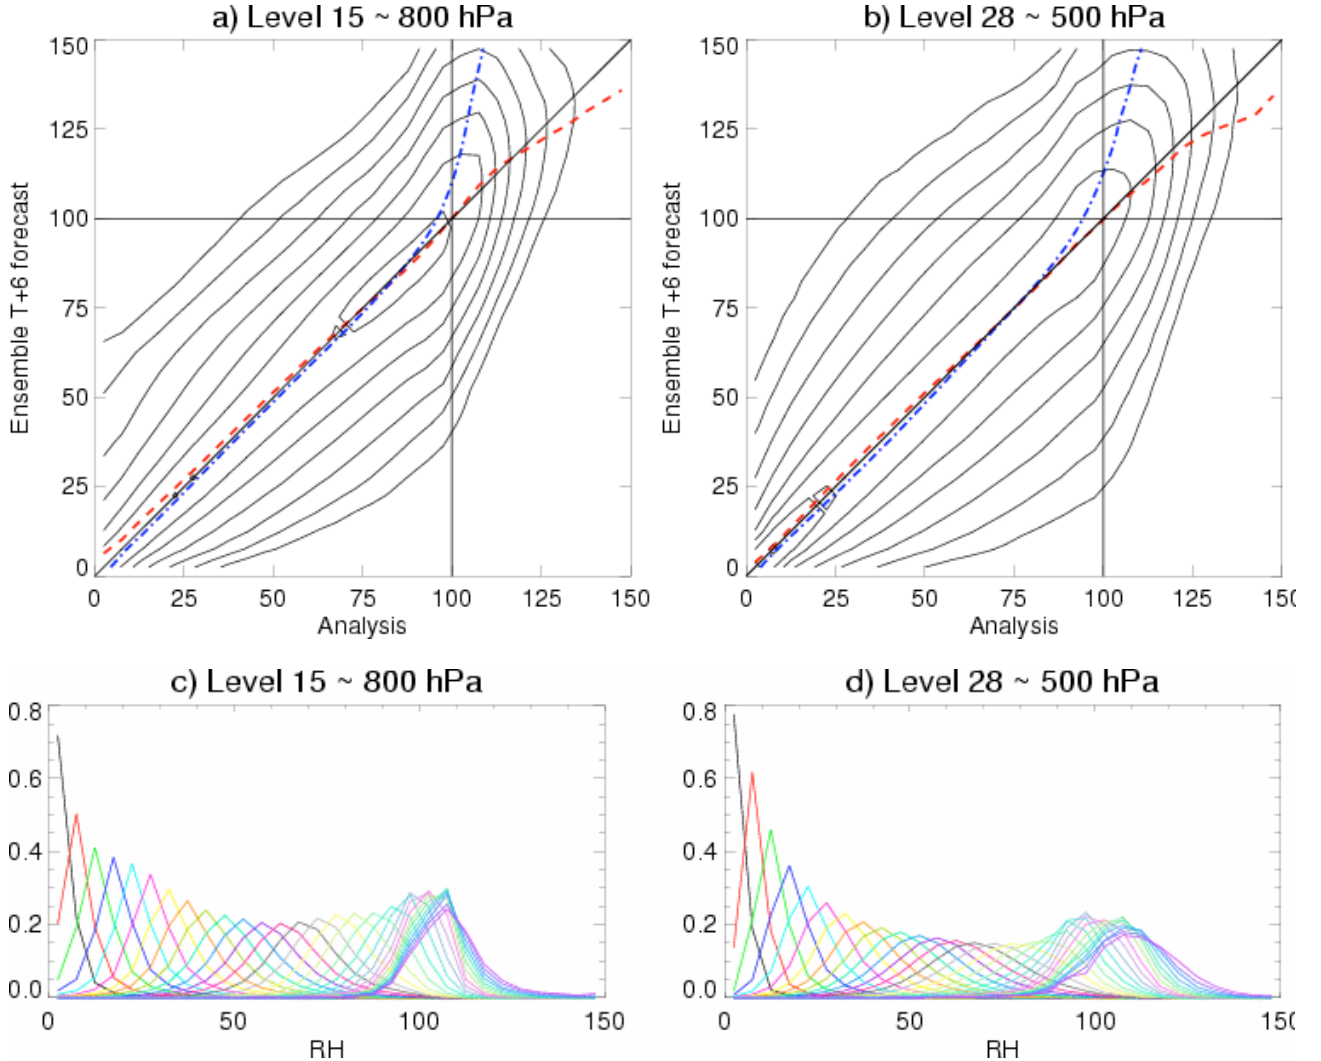 a) Level 15 ~ 800 hPa
150
125
100
75
50
25
0
Ensemble T+6 forecast
0 25 50 75 100 125 150
Analysis
b) Level 28 ~ 500 hPa
150
125
100
75
50
25
0
Ensemble T+6 forecast
0 25 50 75 100 125 150
Analysis
c) Level 15 ~ 800 hPa
0.8
0.6
0.4
0.2
0.0
0 50 100 150
RH
d) Level 28 ~ 500 hPa
0.8
0.6
0.4
0.2
0.0
0 50 100 150
RH